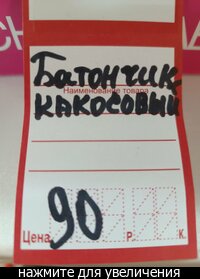 Батончик
Наименование товара
какосовый
90
Цена Р. К.
нажмите для увеличения